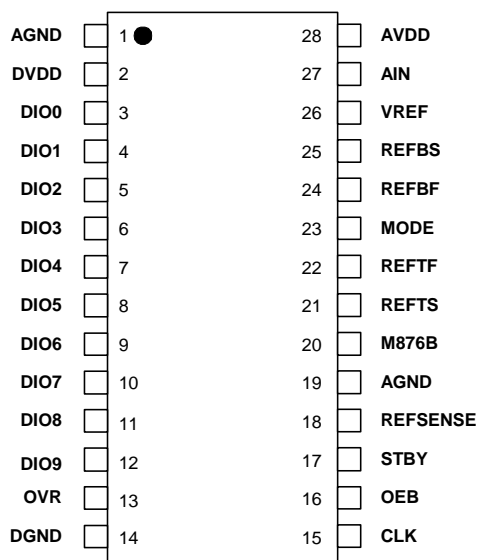 AGND 1 28 AVDD
DVDD 2 27 AIN
DIO0 3 26 VREF
DIO1 4 25 REFBS
DIO2 5 24 REFBF
DIO3 6 23 MODE
DIO4 7 22 REFTF
DIO5 8 21 REFTS
DIO6 9 20 M876B
DIO7 10 19 AGND
DIO8 11 18 REFSENSE
DIO9 12 17 STBY
OVR 13 16 OEB
DGND 14 15 CLK